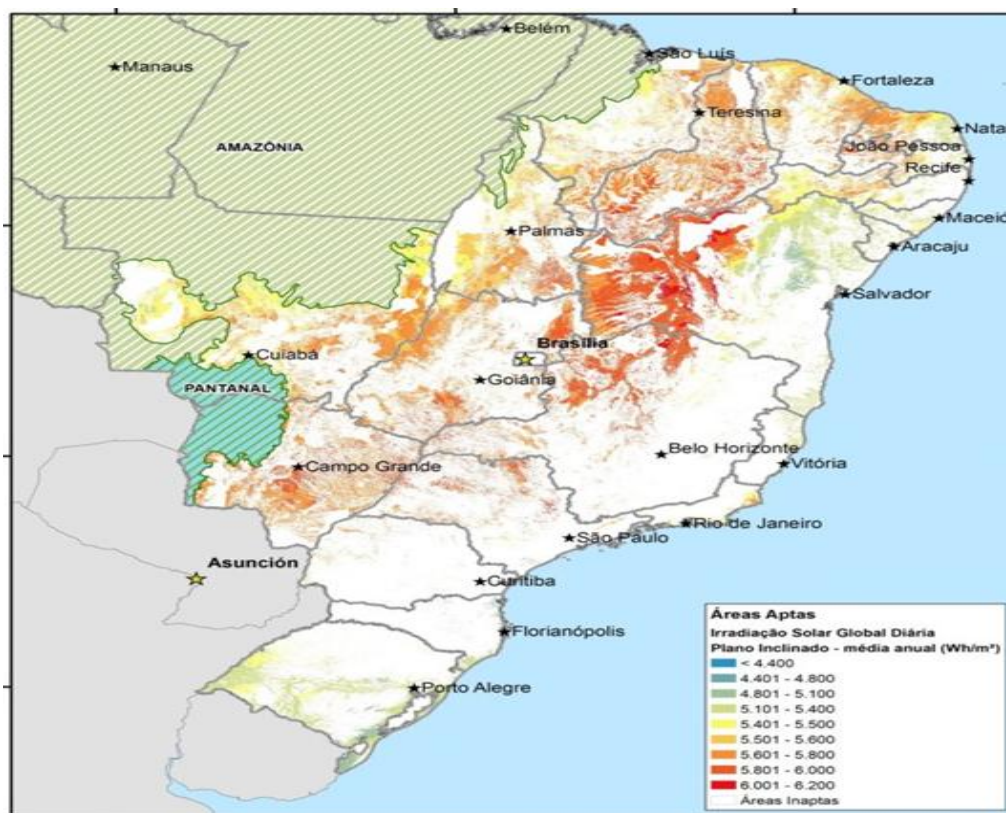 Belém
Manaus
São Luís
Fortaleza
Teresina
Nata
AMAZÔNIA
João Pessoa
Recife
Palmas
Maceió
Aracaju
Salvador
Brasília
Cuiabá
Goiânia
PANTANAL
Belo Horizonte
Campo Grande
Vitória
Rio de Janeiro
São Paulo
Asunción
Curitiba
Florianópolis
Porto Alegre
Áreas Aptas
Irradiação Solar Global Diária
Plano Inclinado - média anual (Wh/m²)
< 4.400
4.401 - 4.800
4.801 - 5.100
5.101 - 5.400
5.401 - 5.500
5.501 - 5.600
5.601 - 5.800
5.801 - 6.000
6.001 - 6.200
Áreas Inaptas